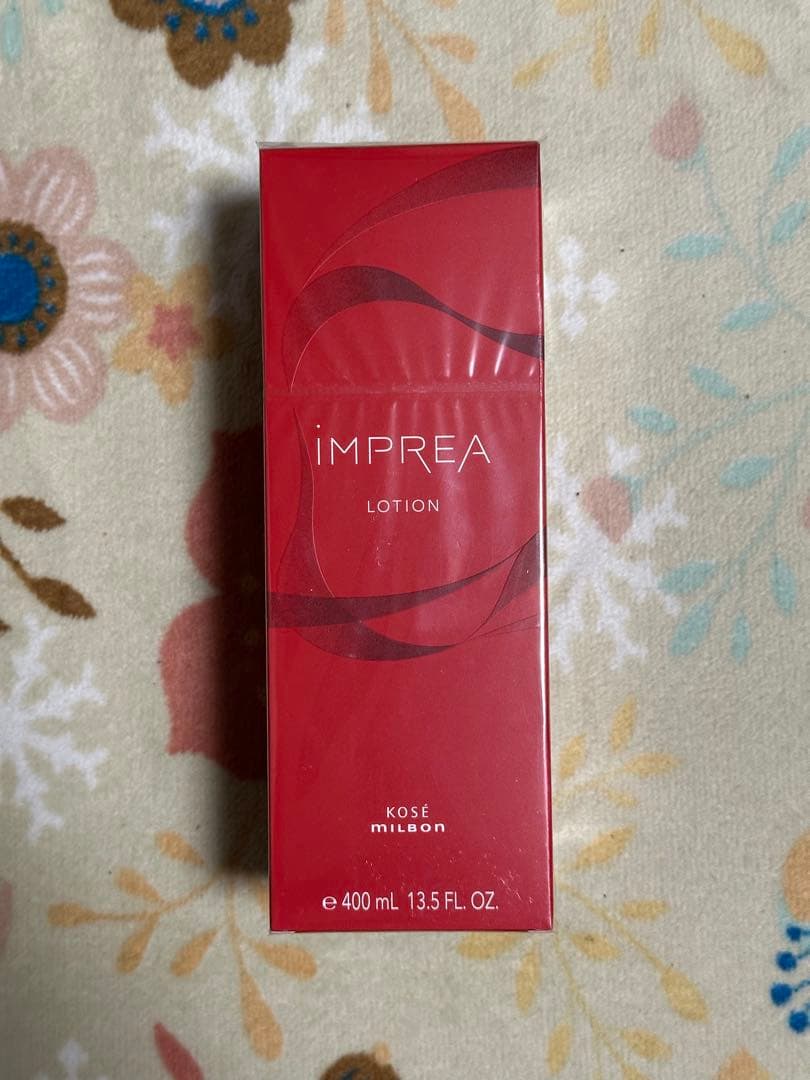 iMPREA
LOTION
KOSÉ
milbon
℮ 400 mL 13.5 FL. OZ.